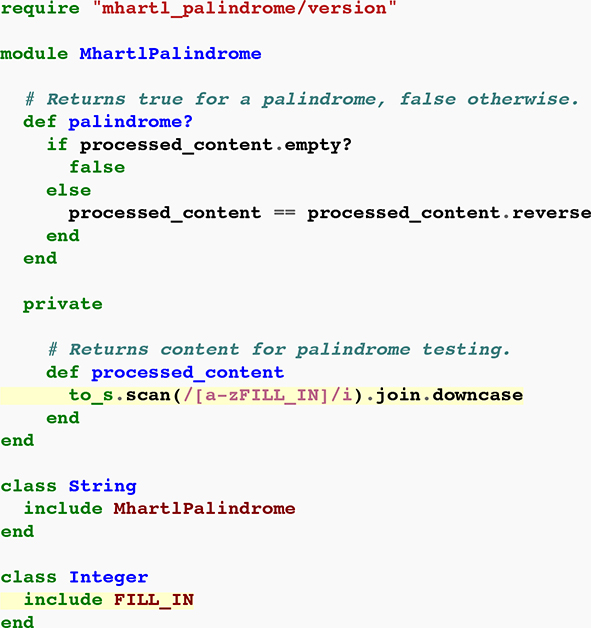 require "mhartl_palindrome/version"
module MhartlPalindrome
# Returns true for a palindrome, false otherwise.
def palindrome?
if processed_content.empty?
false
else
processed_content == processed_content.reverse
end
end
private
# Returns content for palindrome testing.
def processed_content
to_s.scan(/[a-zFILL_IN]/i).join.downcase
end
end
class String
include MhartlPalindrome
end
class Integer
include FILL_IN
end